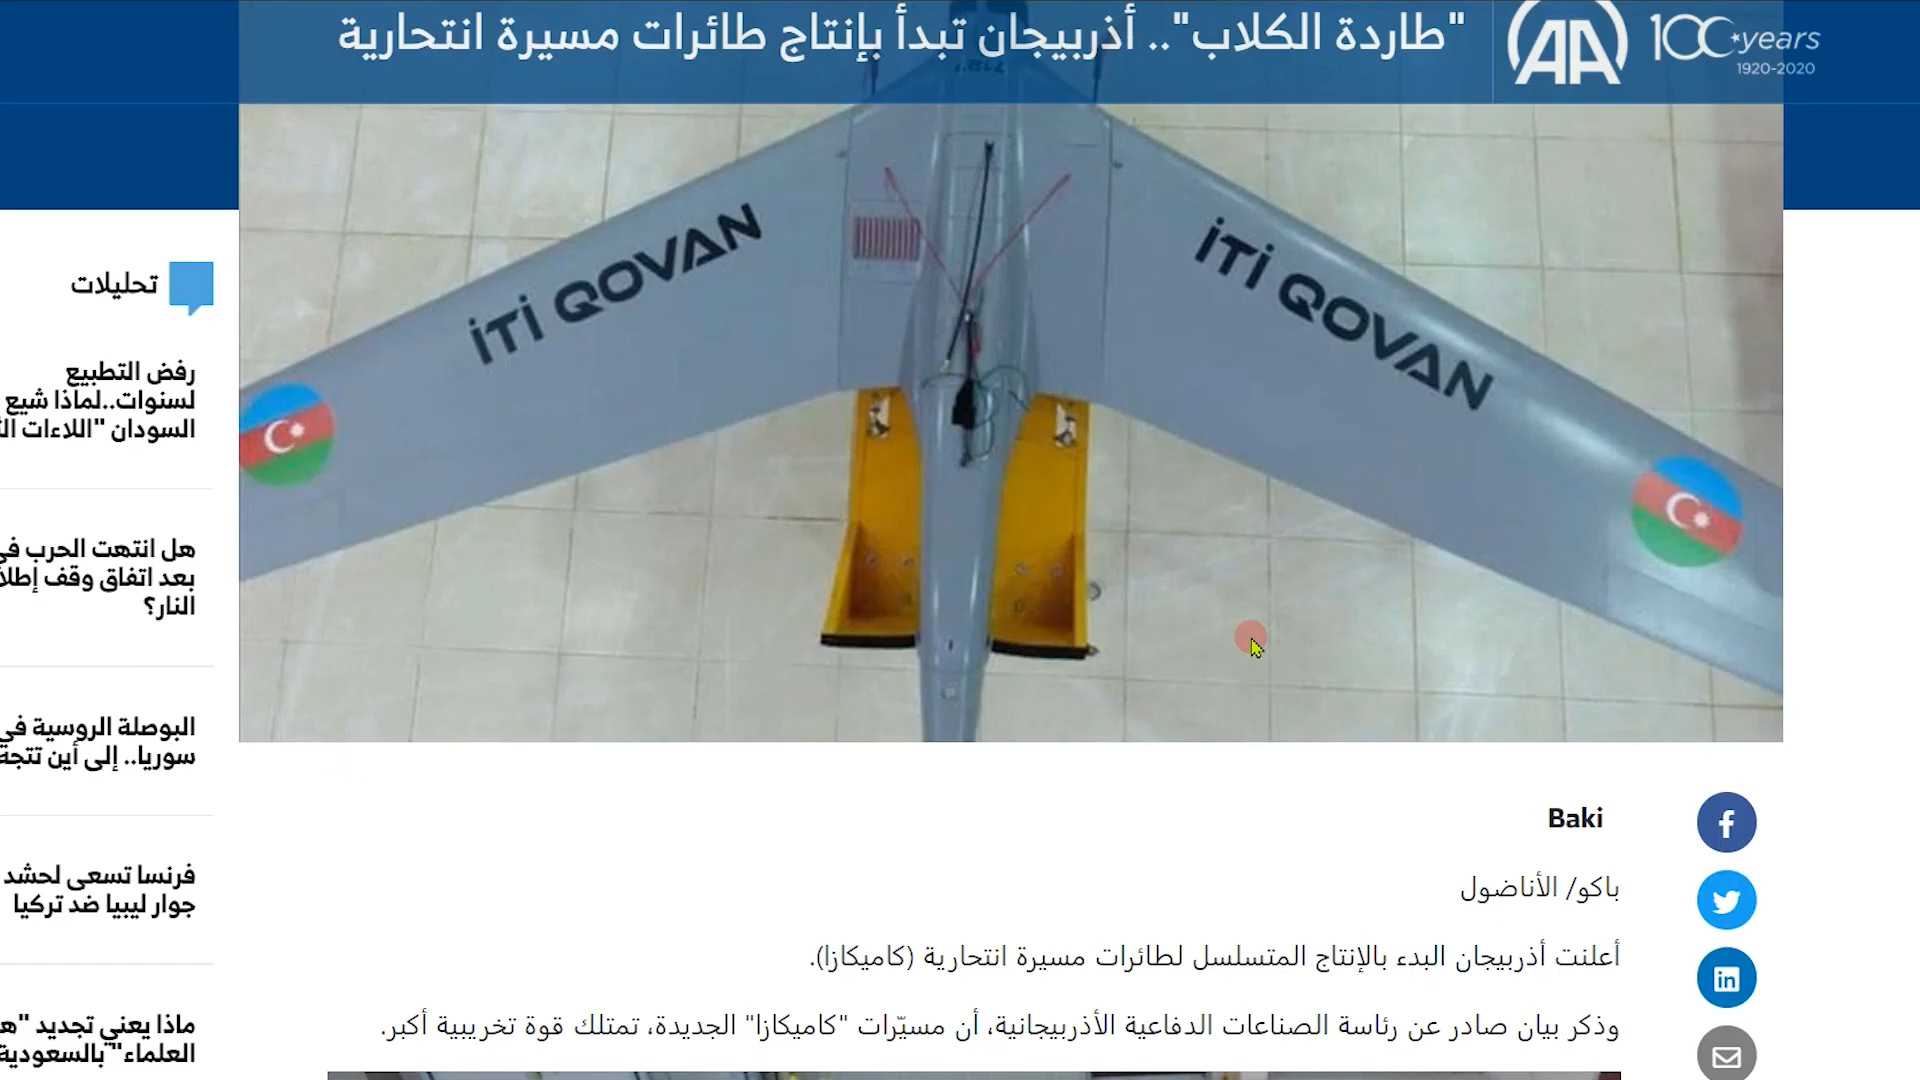 "طاردة الكلاب".. أذربيجان تبدأ بإنتاج طائرات مسيرة انتحارية
AA
100 years
1920-2020
İTİ QOVAN
İTİ QOVAN
تحليلات
رفض التطبيع
لسنوات..لماذا شيع
السودان "اللاءات
هل انتهت الحرب
بعد اتفاق وقف
النار؟
البوصلة الروسية
سوريا.. إلى أين
فرنسا تسعى لحشد
جوار ليبيا ضد تركيا
ماذا يعني تجديد
العلماء" بالسعودية
Baki
باكو/ الأناضول
أعلنت أذربيجان البدء بالإنتاج المتسلسل لطائرات مسيرة انتحارية (كاميكازا).
وذكر بيان صادر عن رئاسة الصناعات الدفاعية الأذربيجانية، أن مسيّرات "كاميكازا" الجديدة، تمتلك قوة تخريبية أكبر.